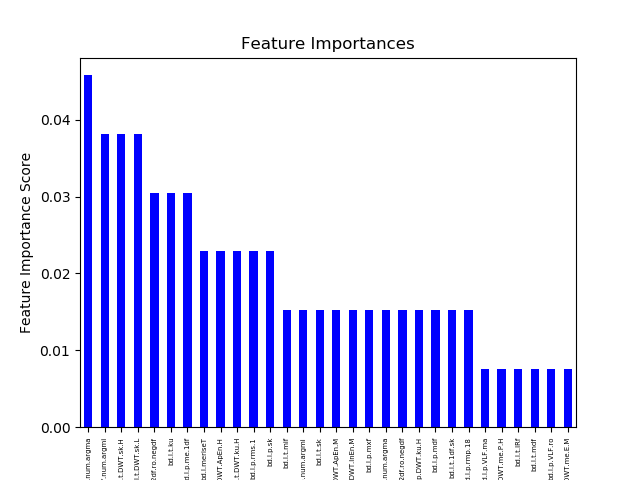 Feature Importances
Feature Importance Score
0.04
0.03
0.02
0.01
0.00
.num.argma
.num.argmi
.t.DWT.sk.H
.t.DWT.sk.L
2df.ro.negdf
bd.l.t.ku
d.l.p.me.1df
bd.l.meriseT
DWT.ApEn.H
.t.DWT.ku.H
bd.l.p.rms.1
bd.l.p.sk
bd.l.t.mif
.num.argmi
bd.l.t.sk
DWT.ApEn.M
DWT.InEn.M
bd.l.p.mxf
.num.argma
2df.ro.negdf
p.DWT.ku.H
bd.l.p.mdf
bd.l.t.1df.sk
d.l.p.rmp.18
d.l.p.VLF.ma
DWT.me.P.H
bd.l.t.IRf
bd.l.t.mdf
bd.l.p.VLF.ro
DWT.me.E.M